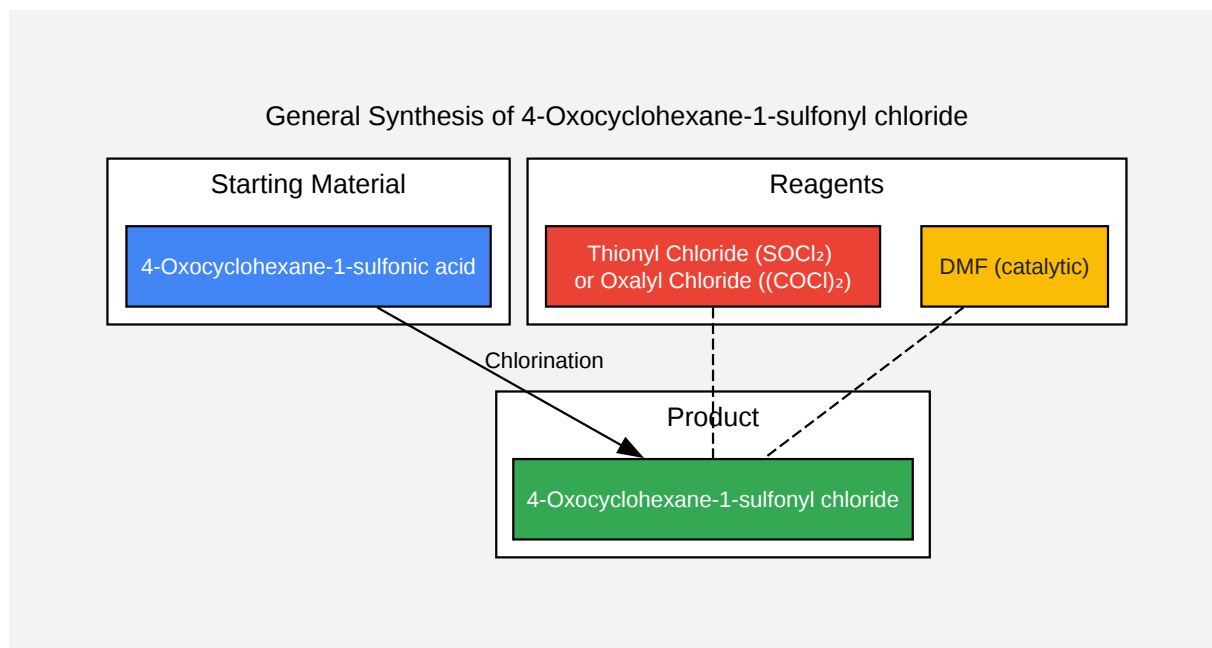 General Synthesis of 4-Oxocyclohexane-1-sulfonyl chloride
Starting Material
4-Oxocyclohexane-1-sulfonic acid
Reagents
Thionyl Chloride (SOCl₂)
or Oxalyl Chloride ((COCl)₂)
DMF (catalytic)
Chlorination
Product
4-Oxocyclohexane-1-sulfonyl chloride